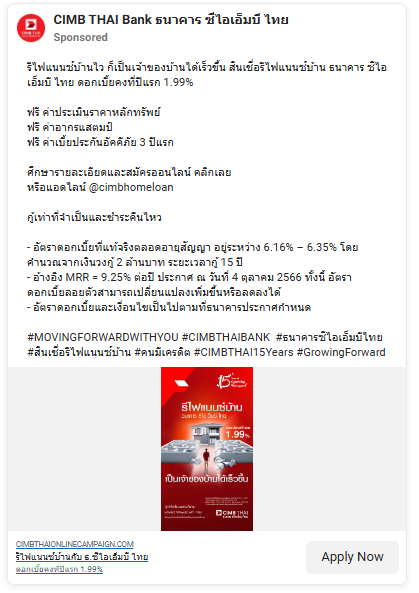 CIMB THAI Bank ธนาคาร ซีไอเอ็มบี ไทย
Sponsored
รีไฟแนนซ์บ้านไว ก็เป็นเจ้าของบ้านได้เร็วขึ้น สินเชื่อรีไฟแนนซ์บ้าน ธนาคาร ซีไอ
เอ็มบี ไทย ดอกเบี้ยคงที่ปีแรก 1.99%
ฟรี ค่าประเมินราคาหลักทรัพย์
ฟรี ค่าอากรแสตมป์
ฟรี ค่าเบี้ยประกันอัคคีภัย 3 ปีแรก
ศึกษารายละเอียดและสมัครออนไลน์ คลิกเลย
หรือแอดไลน์ @cimbhomeloan
กู้เท่าที่จำเป็นและชำระคืนไหว
- อัตราดอกเบี้ยที่แท้จริงตลอดอายุสัญญา อยู่ระหว่าง 6.16% – 6.35% โดย
คำนวณจากเงินวงกู้ 2 ล้านบาท ระยะเวลากู้ 15 ปี
- อ้างอิง MRR = 9.25% ต่อปี ประกาศ ณ วันที่ 4 ตุลาคม 2566 ทั้งนี้ อัตรา
ดอกเบี้ยลอยตัวสามารถเปลี่ยนแปลงเพิ่มขึ้นหรือลดลงได้
- อัตราดอกเบี้ยและเงื่อนไขเป็นไปตามที่ธนาคารประกาศกำหนด
#MOVINGFORWARDWITHYOU #CIMBTHAIBANK #ธนาคารซีไอเอ็มบีไทย
#สินเชื่อรีไฟแนนซ์บ้าน #คนมีเครดิต #CIMBTHAI15Years #GrowingForward
15
รีไฟแนนซ์บ้าน
ธนาคาร ซีไอเอ็มบี ไทย
1.99%
เป็นเจ้าของบ้านได้เร็วขึ้น
CIMB THAI
CIMBTHAIONLINECAMPAIGN.COM
รีไฟแนนซ์บ้านกับ ธ.ซีไอเอ็มบี ไทย
ดอกเบี้ยคงที่ปีแรก 1.99%
Apply Now